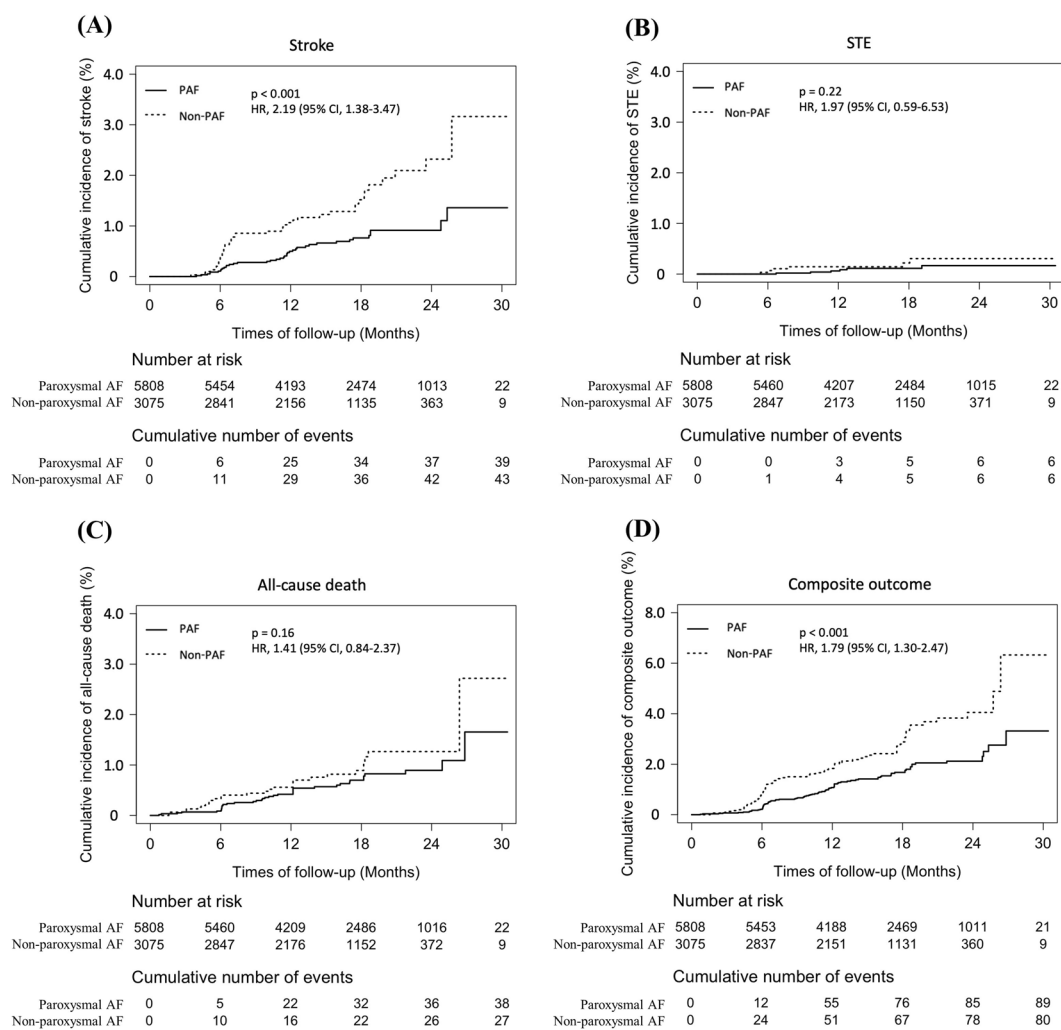 (A)
Stroke
Cumulative incidence of stroke (%)
4.0
3.0
2.0
1.0
0
PAF
Non-PAF
p < 0.001
HR, 2.19 (95% CI, 1.38-3.47)
0 6 12 18 24 30
Times of follow-up (Months)
Number at risk
Paroxysmal AF 5808 5454 4193 2474 1013 22
Non-paroxysmal AF 3075 2841 2156 1135 363 9
Cumulative number of events
Paroxysmal AF 0 6 25 34 37 39
Non-paroxysmal AF 0 11 29 36 42 43
(B)
STE
Cumulative incidence of STE (%)
4.0
3.0
2.0
1.0
0
PAF
Non-PAF
p = 0.22
HR, 1.97 (95% CI, 0.59-6.53)
0 6 12 18 24 30
Times of follow-up (Months)
Number at risk
Paroxysmal AF 5808 5460 4207 2484 1015 22
Non-paroxysmal AF 3075 2847 2173 1150 371 9
Cumulative number of events
Paroxysmal AF 0 0 3 5 6 6
Non-paroxysmal AF 0 1 4 5 6 6
(C)
All-cause death
Cumulative incidence of all-cause death (%)
4.0
3.0
2.0
1.0
0
PAF
Non-PAF
p = 0.16
HR, 1.41 (95% CI, 0.84-2.37)
0 6 12 18 24 30
Times of follow-up (Months)
Number at risk
Paroxysmal AF 5808 5460 4209 2486 1016 22
Non-paroxysmal AF 3075 2847 2176 1152 372 9
Cumulative number of events
Paroxysmal AF 0 5 22 32 36 38
Non-paroxysmal AF 0 10 16 22 26 27
(D)
Composite outcome
Cumulative incidence of composite outcome (%)
8.0
6.0
4.0
2.0
0
PAF
Non-PAF
p < 0.001
HR, 1.79 (95% CI, 1.30-2.47)
0 6 12 18 24 30
Times of follow-up (Months)
Number at risk
Paroxysmal AF 5808 5453 4188 2469 1011 21
Non-paroxysmal AF 3075 2837 2151 1131 360 9
Cumulative number of events
Paroxysmal AF 0 12 55 76 85 89
Non-paroxysmal AF 0 24 51 67 78 80